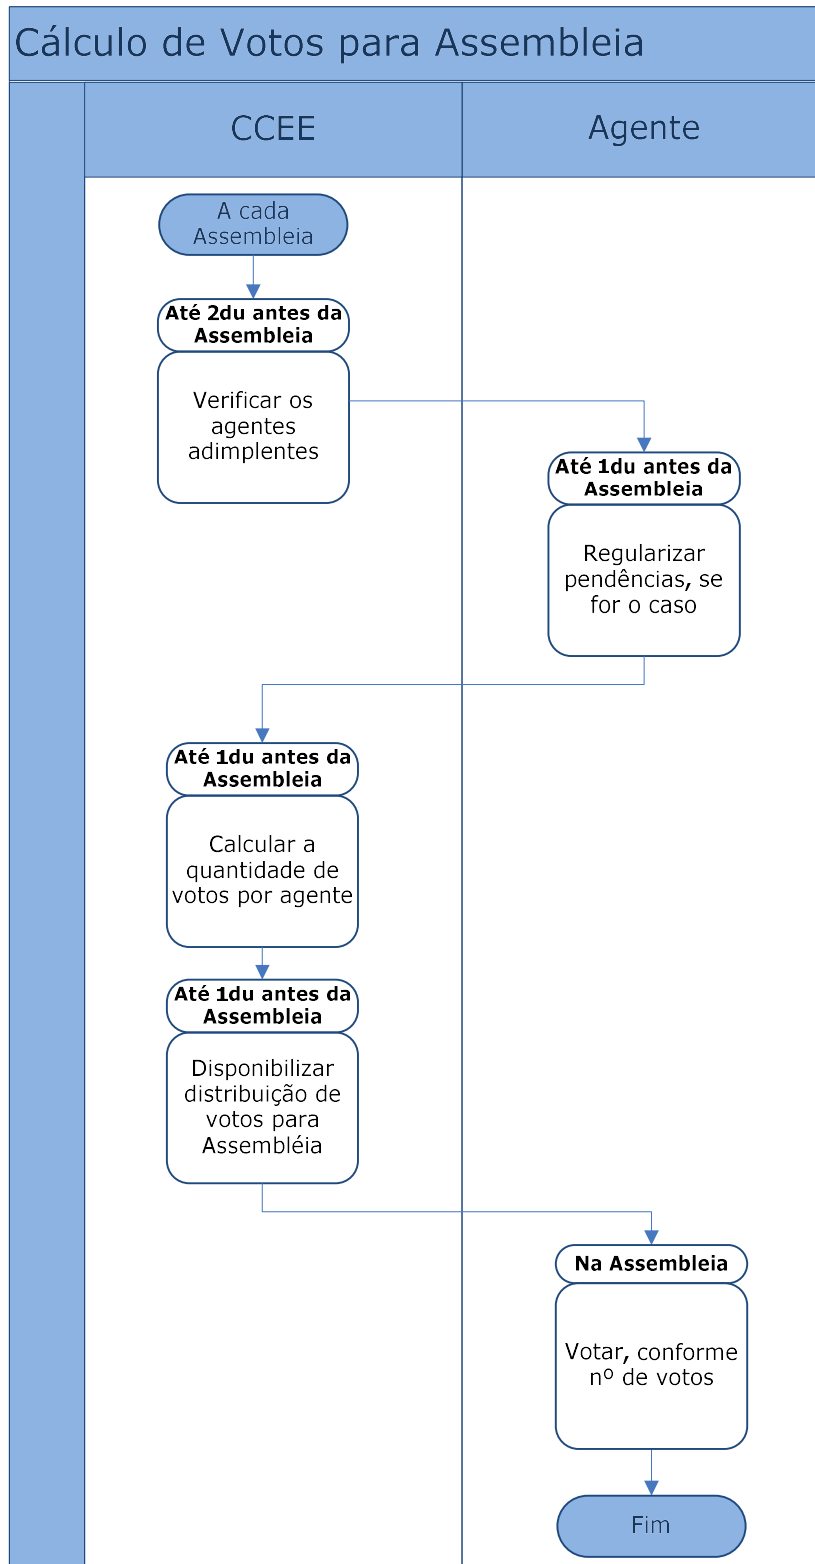 Cálculo de Votos para Assembleia
CCEE
Agente
A cada
Assembleia
Até 2du antes da
Assembleia
Verificar os
agentes
adimplentes
Até 1du antes da
Assembleia
Regularizar
pendências, se
for o caso
Até 1du antes da
Assembleia
Calcular a
quantidade de
votos por agente
Até 1du antes da
Assembleia
Disponibilizar
distribuição de
votos para
Assembléia
Na Assembleia
Votar, conforme
nº de votos
Fim